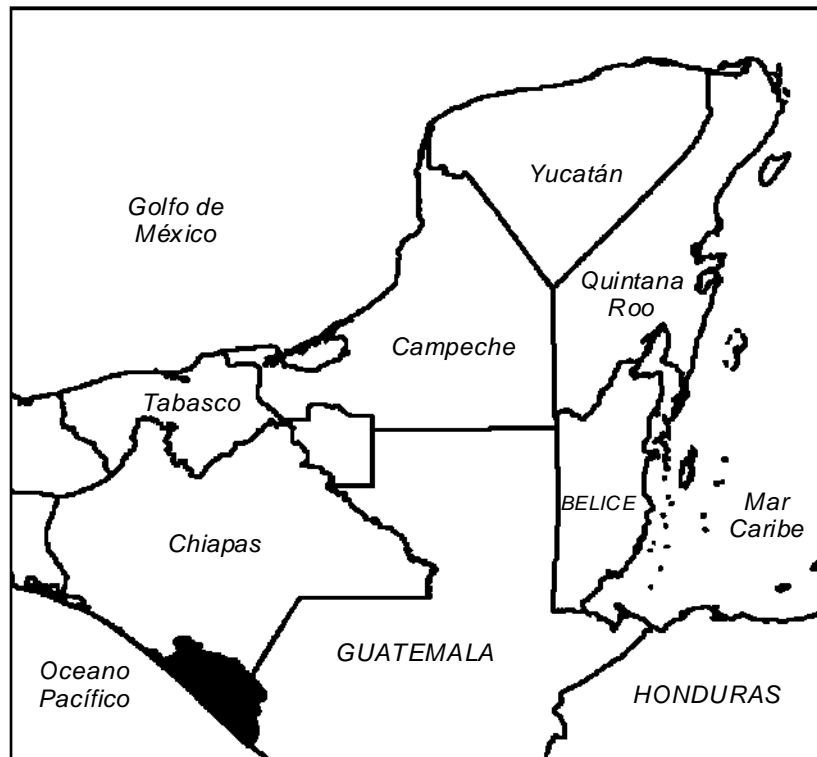 Yucatán
Golfo de
México
Quintana
Roo
Campeche
Tabasco
BELICE
Mar
Caribe
Chiapas
GUATEMALA
Oceano
Pacífico
HONDURAS